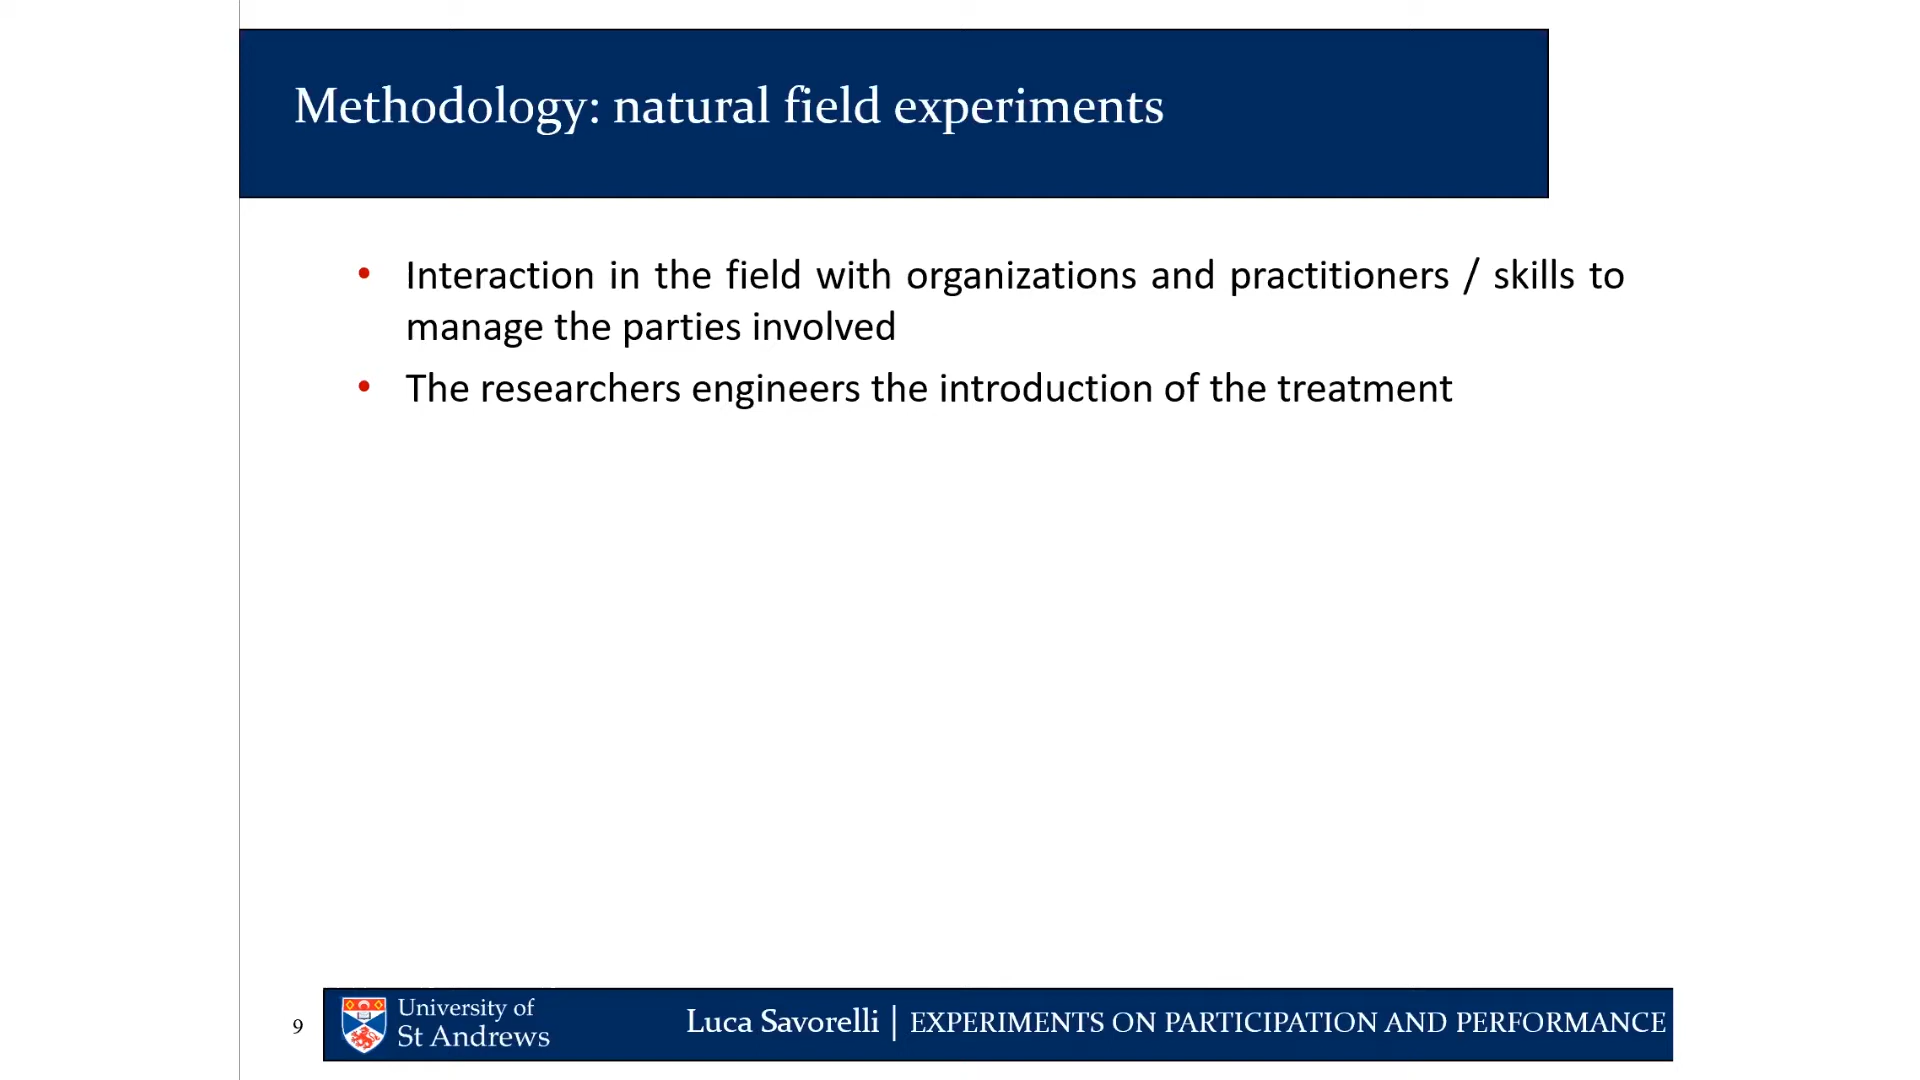 Methodology: natural field experiments
• Interaction in the field with organizations and practitioners / skills to
manage the parties involved
• The researchers engineers the introduction of the treatment
9
University of
St Andrews
Luca Savorelli | EXPERIMENTS ON PARTICIPATION AND PERFORMANCE